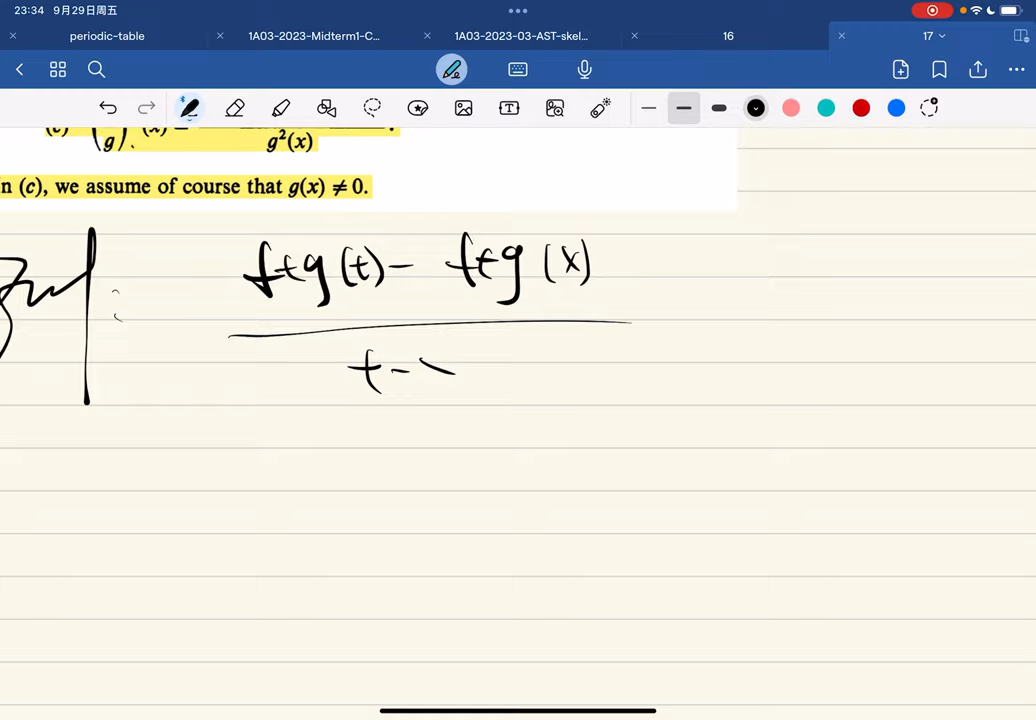 23:34 9月29日周五
periodic-table 1A03-2023-Midterm1-C... 1A03-2023-03-AST-skel... 16 17
(g) (x) = g²(x)
n (c), we assume of course that g(x) ≠ 0.
f+g (t) - f+g (x)
t -